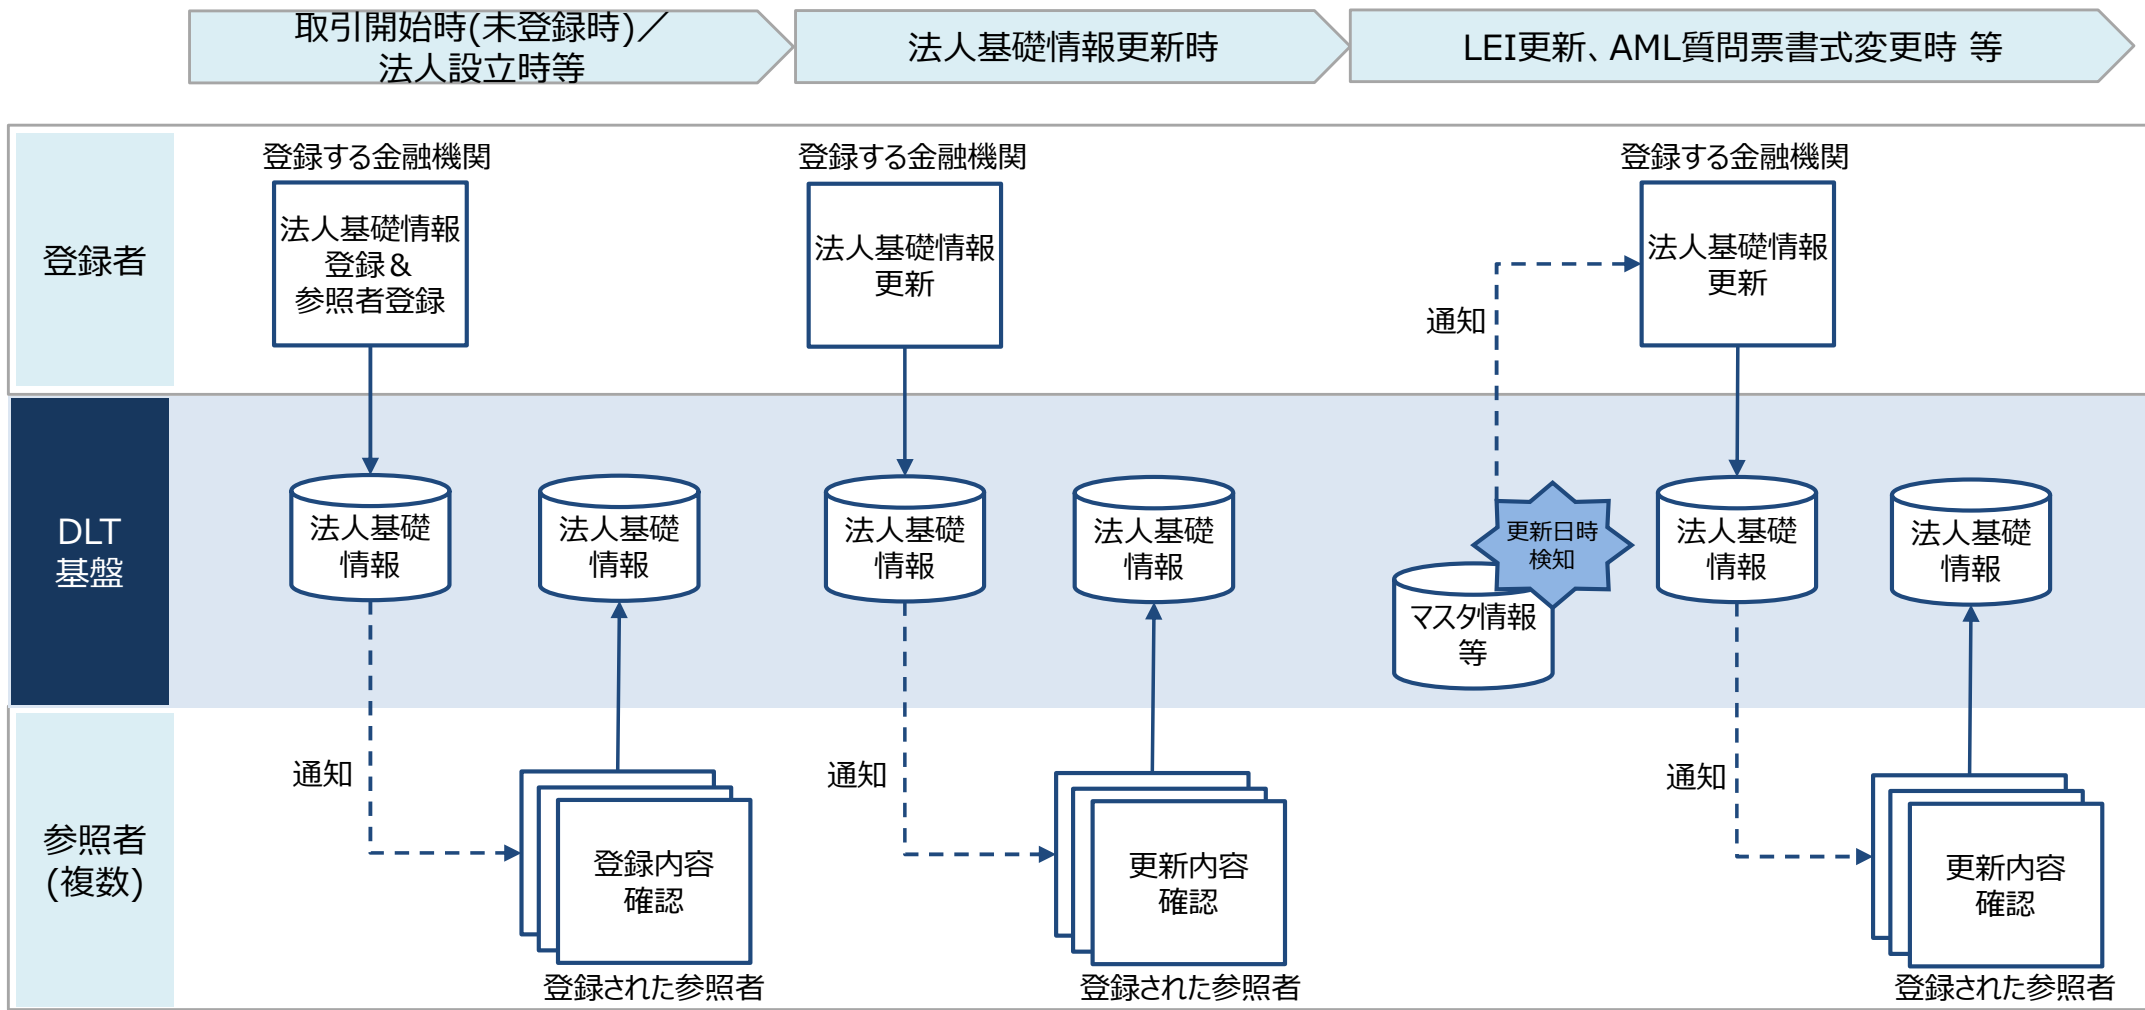 取引開始時(未登録時)／
法人設立時等
法人基礎情報更新時
LEI更新、AML質問票書式変更時 等
登録者
登録する金融機関
法人基礎情報
登録＆
参照者登録
登録する金融機関
法人基礎情報
更新
登録する金融機関
法人基礎情報
更新
通知
DLT
基盤
法人基礎
情報
法人基礎
情報
法人基礎
情報
法人基礎
情報
更新日時
検知
マスタ情報
等
法人基礎
情報
法人基礎
情報
参照者
(複数)
通知
登録内容
確認
登録された参照者
通知
更新内容
確認
登録された参照者
通知
更新内容
確認
登録された参照者